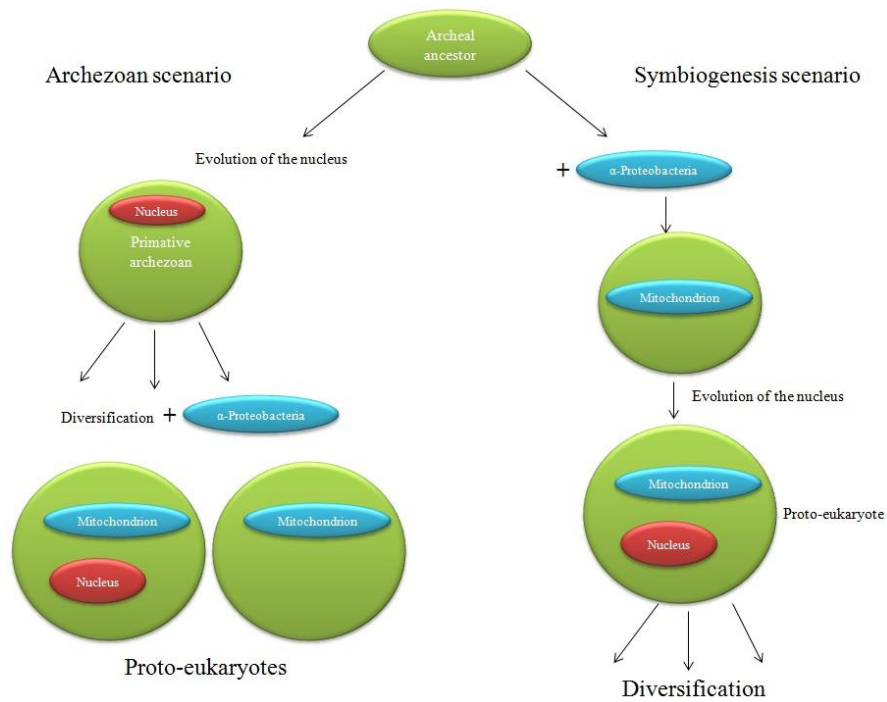 Archeal
ancestor
Archezoan scenario
Symbiogenesis scenario
Evolution of the nucleus
+ α-Proteobacteria
Nucleus
Primative
archezoan
Mitochondrion
Evolution of the nucleus
Diversification + α-Proteobacteria
Mitochondrion
Nucleus
Mitochondrion
Proto-eukaryotes
Mitochondrion
Nucleus
Proto-eukaryote
Diversification